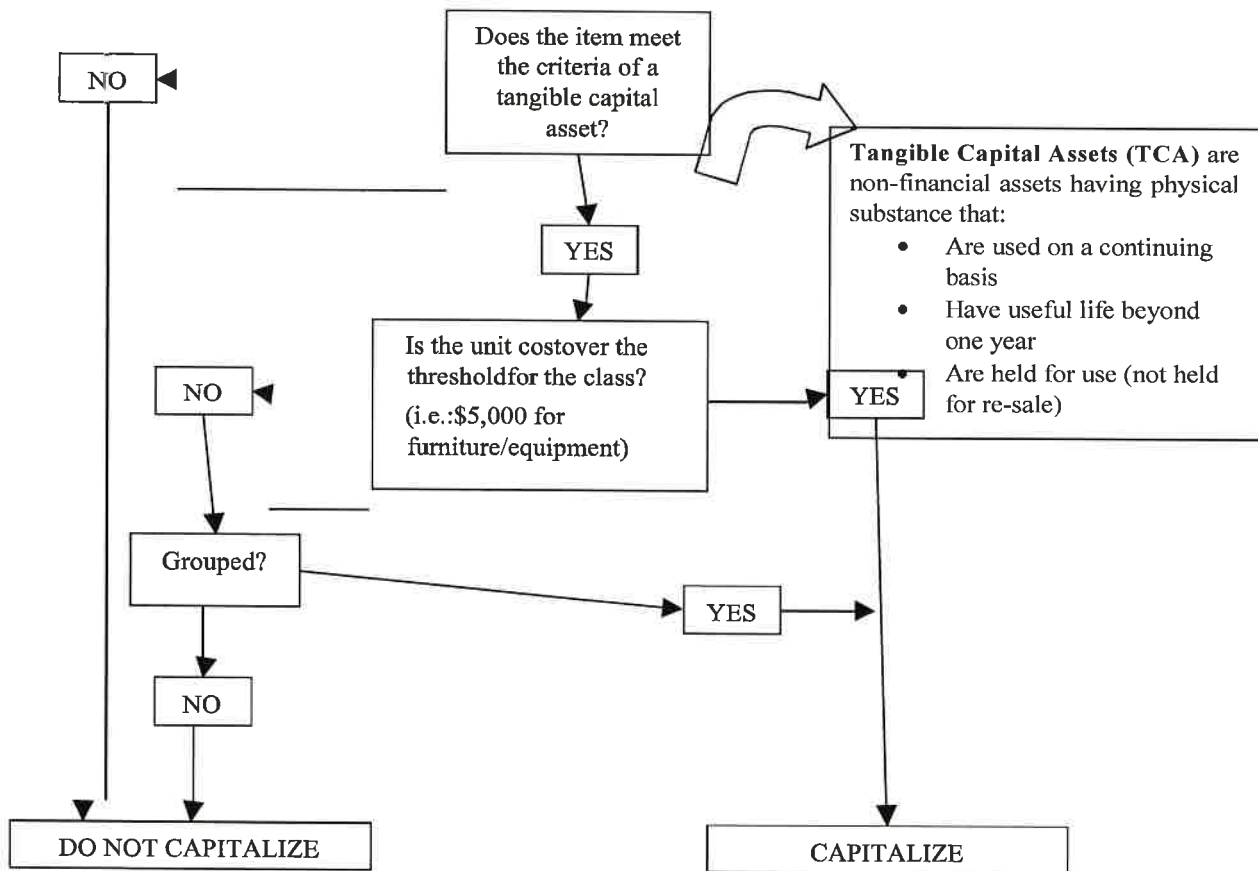 Does the item meet
the criteria of a
tangible capital
asset?
NO
Tangible Capital Assets (TCA) are
non-financial assets having physical
substance that:
• Are used on a continuing
basis
• Have useful life beyond
one year
• Are held for use (not held
for re-sale)
YES
Is the unit costover the
thresholdfor the class?
(i.e.:$5,000 for
furniture/equipment)
NO
YES
Grouped?
YES
NO
DO NOT CAPITALIZE
CAPITALIZE